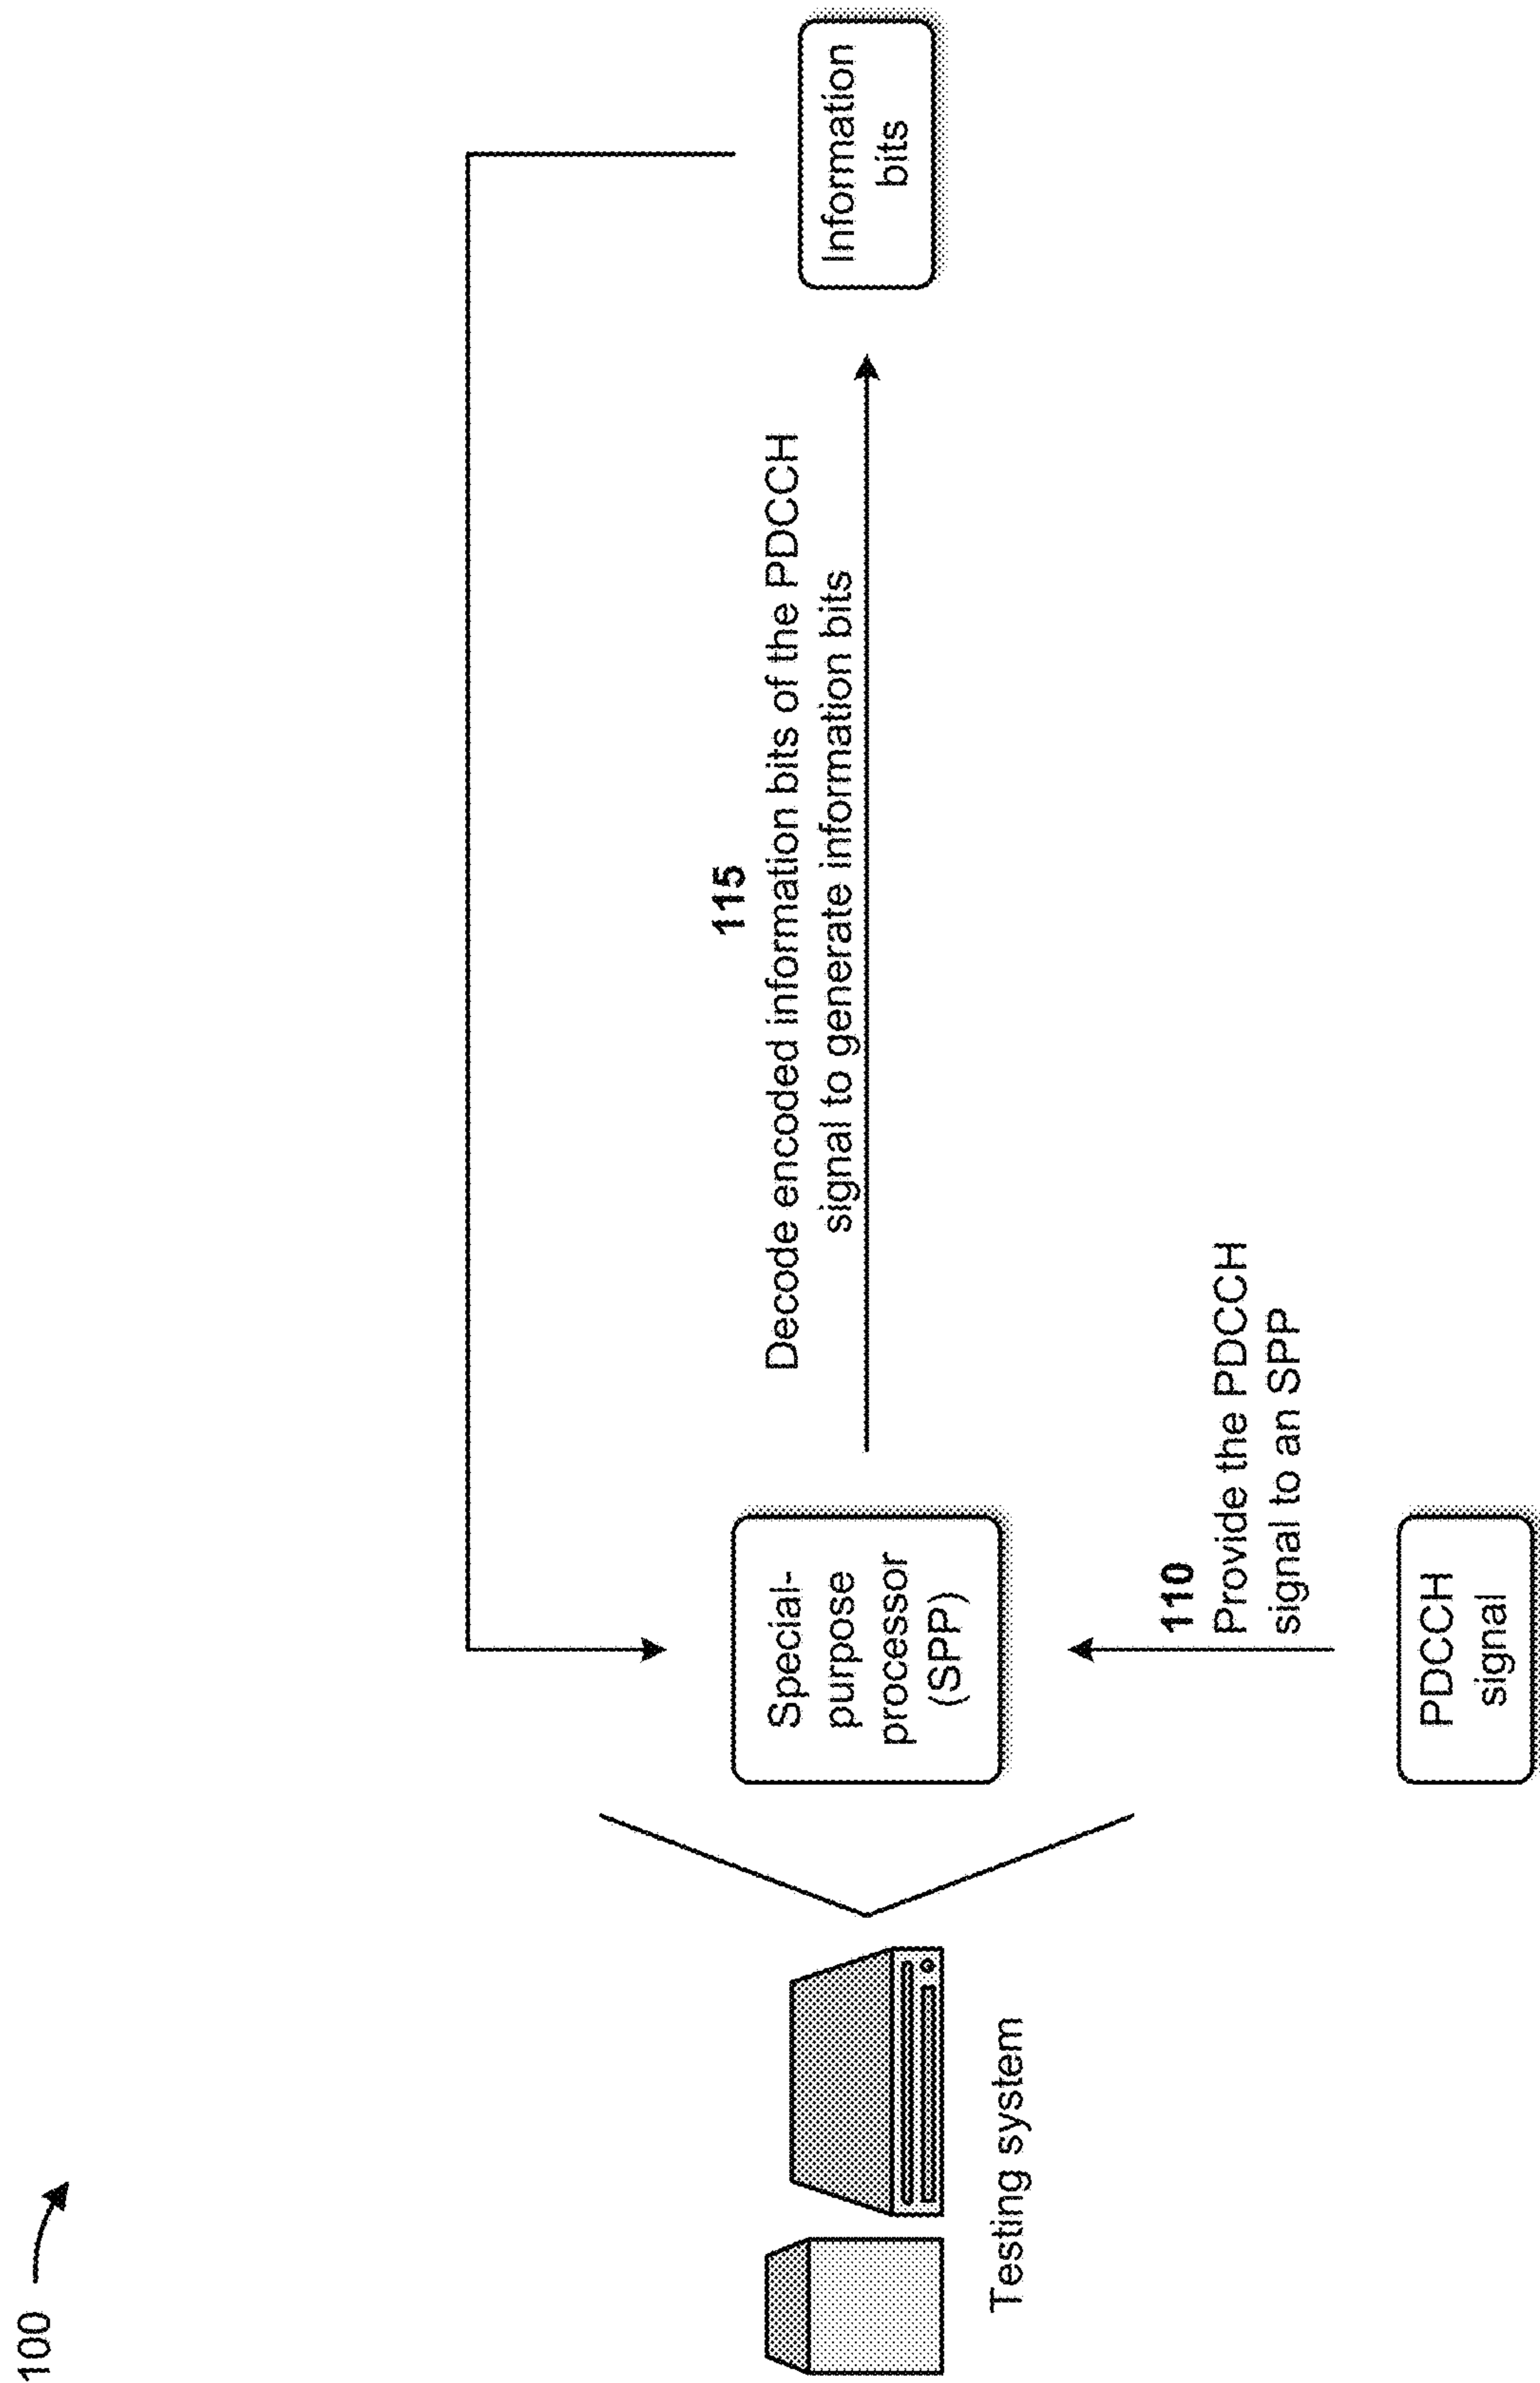 100
115
Decode encoded information bits of the PDCCH
signal to generate information bits
Information
bits
Special-
purpose
processor
(SPP)
Testing system
110
Provide the PDCCH
signal to an SPP
PDCCH
signal